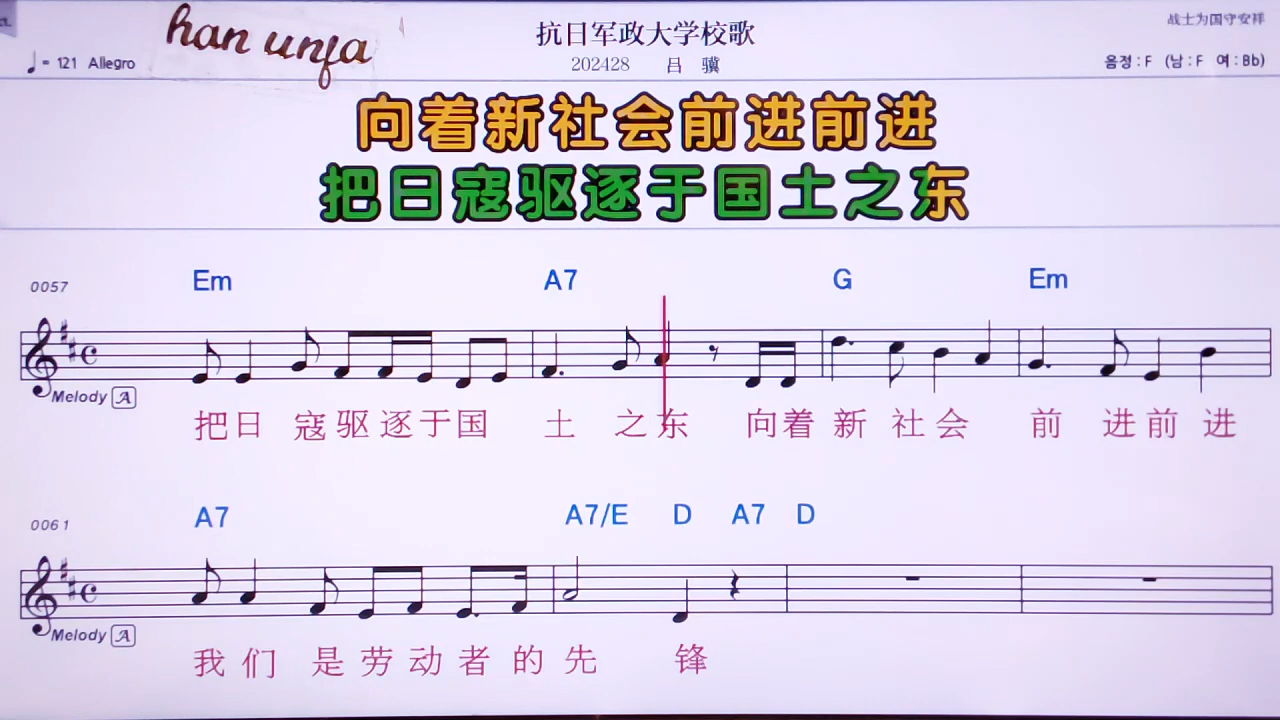 han unfa
抗日军政大学校歌
战士为国守安祥
♩= 121 Allegro
202428 吕 骥
음정 : F (남 : F 여 : Bb)
向着新社会前进前进
把日寇驱逐于国土之东
0057
Em A7 G Em
Melody A
把日 寇驱逐于国 土 之东 向着 新 社会 前 进前 进
0061
A7 A7/E D A7 D
Melody A
我们 是劳动者的先 锋